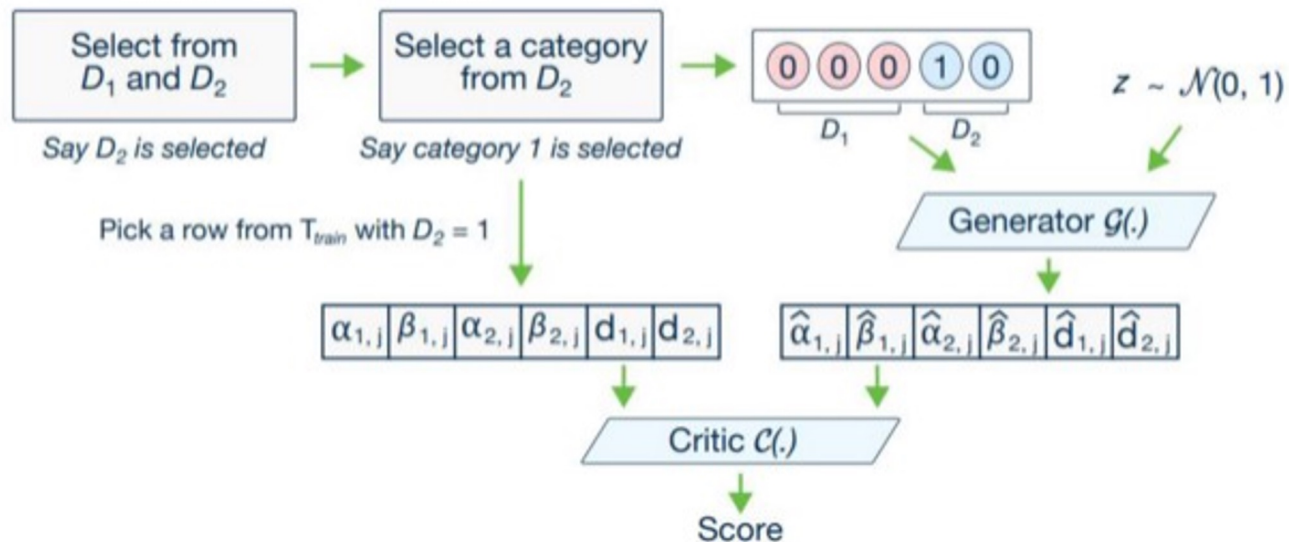 Select from
D₁ and D₂
Select a category
from D₂
0 0 0 1 0
D₁ D₂
z ~ 𝒩(0, 1)
Say D₂ is selected
Say category 1 is selected
Pick a row from T_train with D₂ = 1
Generator 𝒢(.)
α₁,ⱼ β₁,ⱼ α₂,ⱼ β₂,ⱼ d₁,ⱼ d₂,ⱼ
α̂₁,ⱼ β̂₁,ⱼ α̂₂,ⱼ β̂₂,ⱼ d̂₁,ⱼ d̂₂,ⱼ
Critic 𝒞(.)
Score